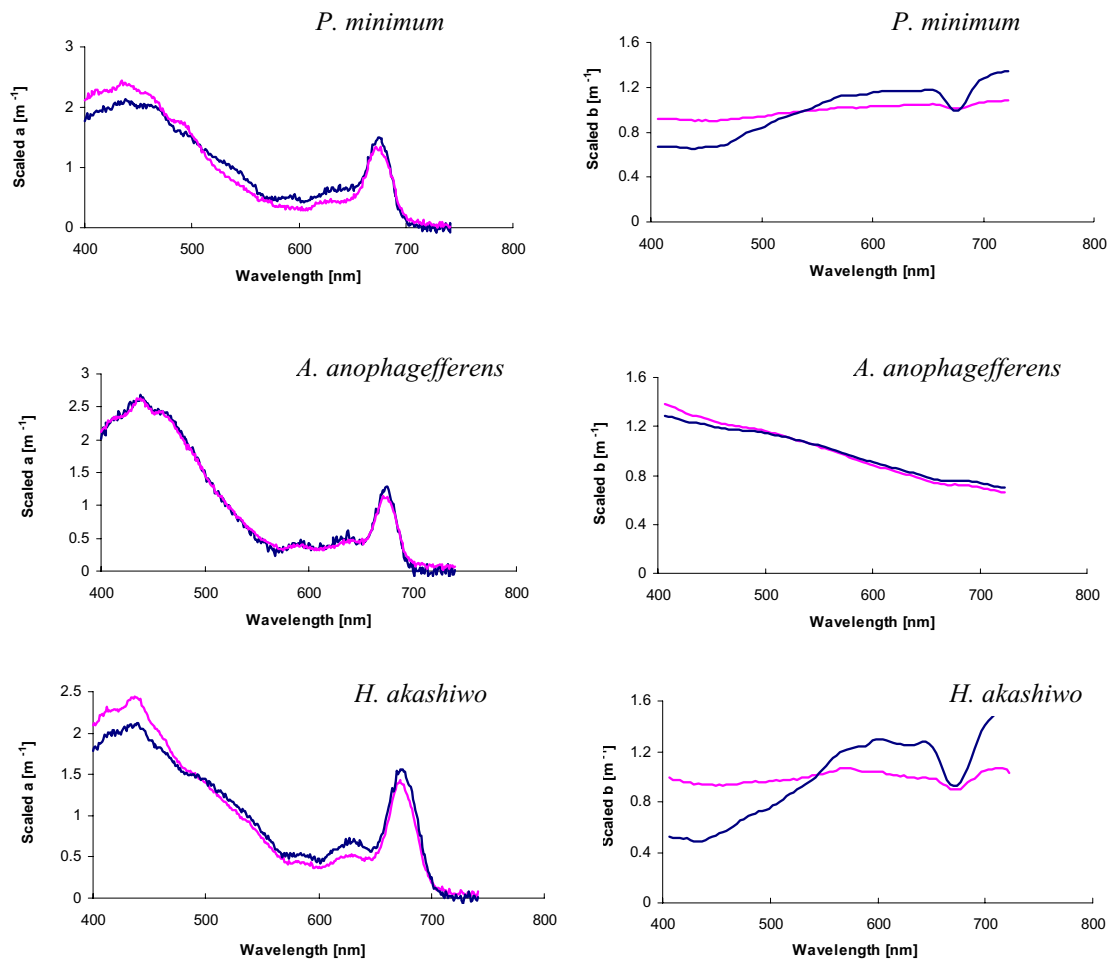 P. minimum
3
2
1
0
400 500 600 700 800
Scaled a [m -1]
Wavelength [nm]
P. minimum
1.6
1.2
0.8
0.4
0
400 500 600 700 800
Scaled b [m-1]
Wavelength [nm]
A. anophagefferens
3
2.5
2
1.5
1
0.5
0
400 500 600 700 800
Scaled a [m-1]
Wavelength [nm]
A. anophagefferens
1.6
1.2
0.8
0.4
0
400 500 600 700 800
Scaled b [m-1]
Wavelength [nm]
H. akashiwo
2.5
2
1.5
1
0.5
0
400 500 600 700 800
Scaled a [m-1]
Wavelength [nm]
H. akashiwo
1.6
1.2
0.8
0.4
0
400 500 600 700 800
Scaled b [m-1]
Wavelength [nm]